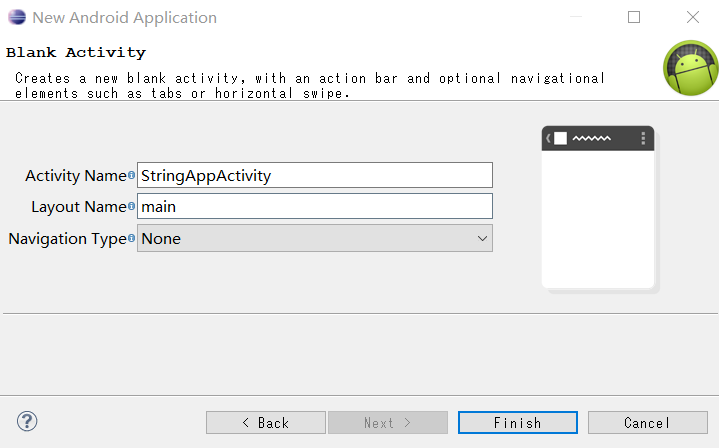 New Android Application
Blank Activity
Creates a new blank activity, with an action bar and optional navigational
elements such as tabs or horizontal swipe.
Activity Name StringAppActivity
Layout Name main
Navigation Type None
?
< Back Next > Finish Cancel